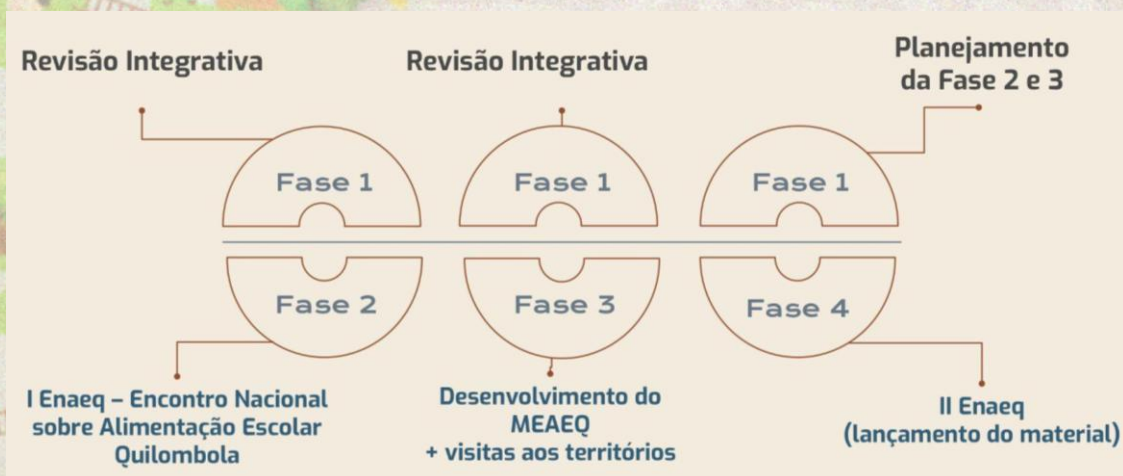 Revisão Integrativa
Revisão Integrativa
Planejamento
da Fase 2 e 3
Fase 1
Fase 1
Fase 1
Fase 2
Fase 3
Fase 4
I Enaeq – Encontro Nacional
sobre Alimentação Escolar
Quilombola
Desenvolvimento do
MEAEQ
+ visitas aos territórios
II Enaeq
(lançamento do material)